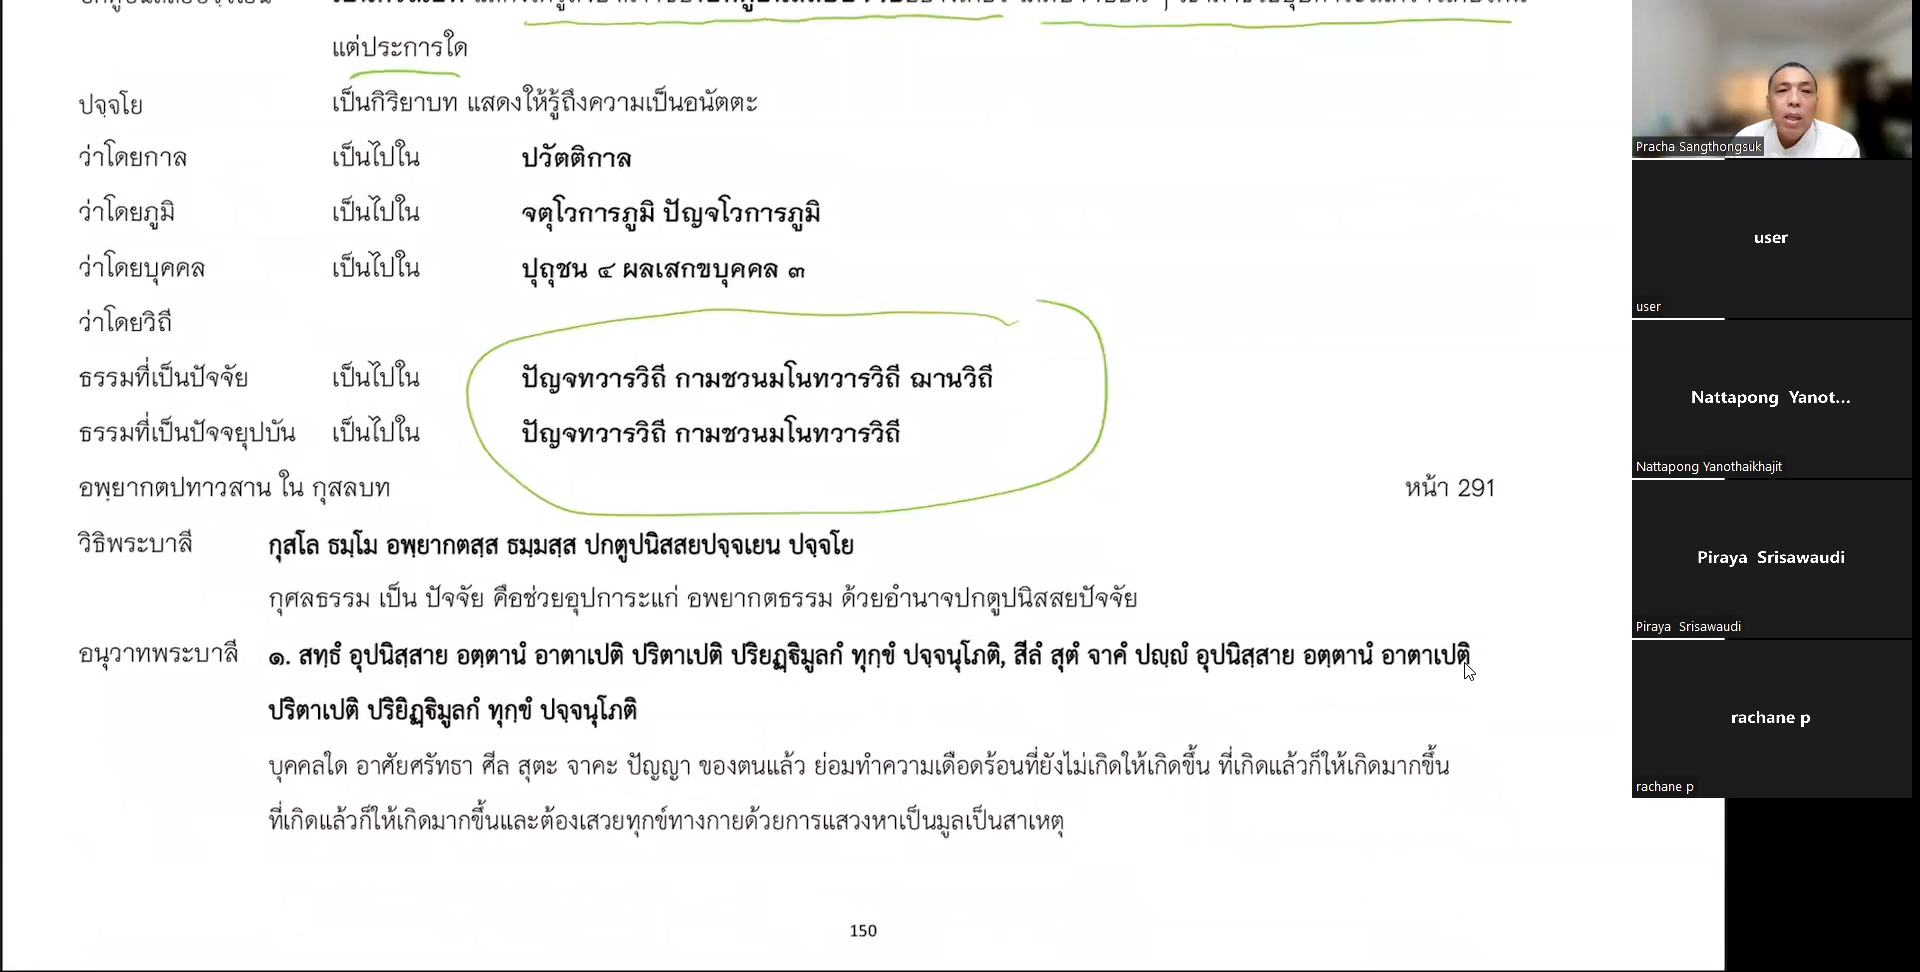 แต่ประการใด
ปจฺจโย เป็นกิริยาบท แสดงให้รู้ถึงความเป็นอนัตตะ
ว่าโดยกาล เป็นไปใน ปวัตติกาล
ว่าโดยภูมิ เป็นไปใน จตุโวการภูมิ ปัญจโวการภูมิ
ว่าโดยบุคคล เป็นไปใน ปุถุชน ๔ ผลเสกขบุคคล ๓
ว่าโดยวิถี
ธรรมที่เป็นปัจจัย เป็นไปใน ปัญจทวารวิถี กามชวนมโนทวารวิถี ฌานวิถี
ธรรมที่เป็นปัจจยุปบัน เป็นไปใน ปัญจทวารวิถี กามชวนมโนทวารวิถี
อพฺยากตปทาวสาน ใน กุสลบท หน้า 291
วิธิพระบาลี กุสโล ธมฺโม อพฺยากตสฺส ธมฺมสฺส ปกตูปนิสสยปจฺจเยน ปจฺจโย
กุศลธรรม เป็น ปัจจัย คือช่วยอุปการะแก่ อพยากตธรรม ด้วยอำนาจปกตูปนิสสยปัจจัย
อนุวาทพระบาลี ๑. สทฺธํ อุปนิสฺสาย อตฺตานํ อาตาเปติ ปริตาเปติ ปริยฏฺฐิมูลกํ ทุกฺขํ ปจฺจนุโภติ, สีลํ สุตํ จาคํ ปญฺญํ อุปนิสฺสาย อตฺตานํ อาตาเปติ
ปริตาเปติ ปริยิฏฺฐิมูลกํ ทุกฺขํ ปจฺจนุโภติ
บุคคลใด อาศัยศรัทธา ศีล สุตะ จาคะ ปัญญา ของตนแล้ว ย่อมทำความเดือดร้อนที่ยังไม่เกิดให้เกิดขึ้น ที่เกิดแล้วก็ให้เกิดมากขึ้น
ที่เกิดแล้วก็ให้เกิดมากขึ้นและต้องเสวยทุกข์ทางกายด้วยการแสวงหาเป็นมูลเป็นสาเหตุ
150
Pracha Sangthongsuk
user
user
Nattapong Yanot...
Nattapong Yanothaikhajit
Piraya Srisawaudi
Piraya Srisawaudi
rachane p
rachane p